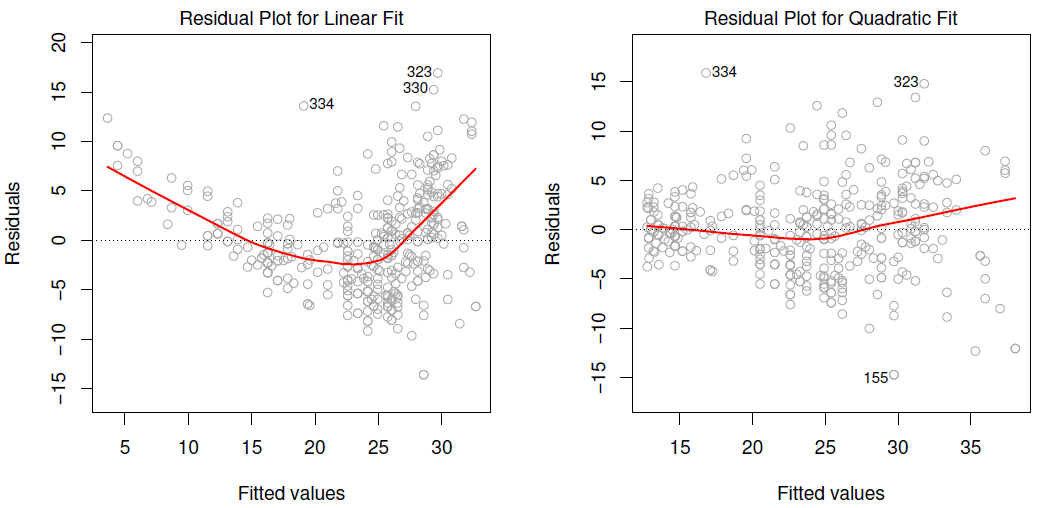 Residual Plot for Linear Fit
20
15
10
5
0
−5
−10
−15
Residuals
323
330
334
5 10 15 20 25 30
Fitted values
Residual Plot for Quadratic Fit
15
10
5
0
−5
−10
−15
Residuals
334
323
155
15 20 25 30 35
Fitted values